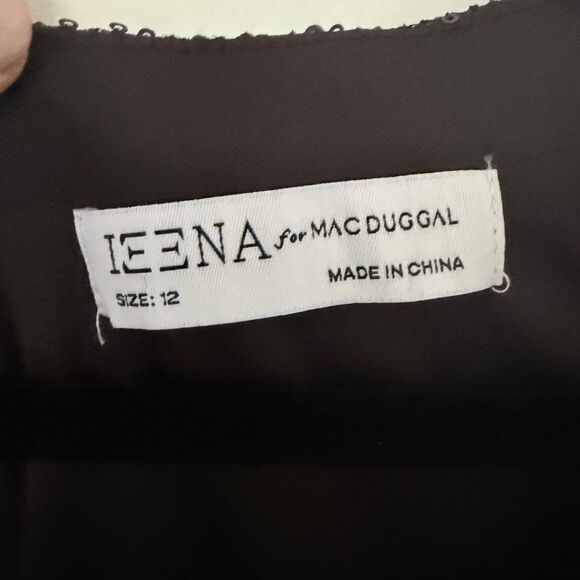 IEENA for MAC DUGGAL
SIZE: 12 MADE IN CHINA